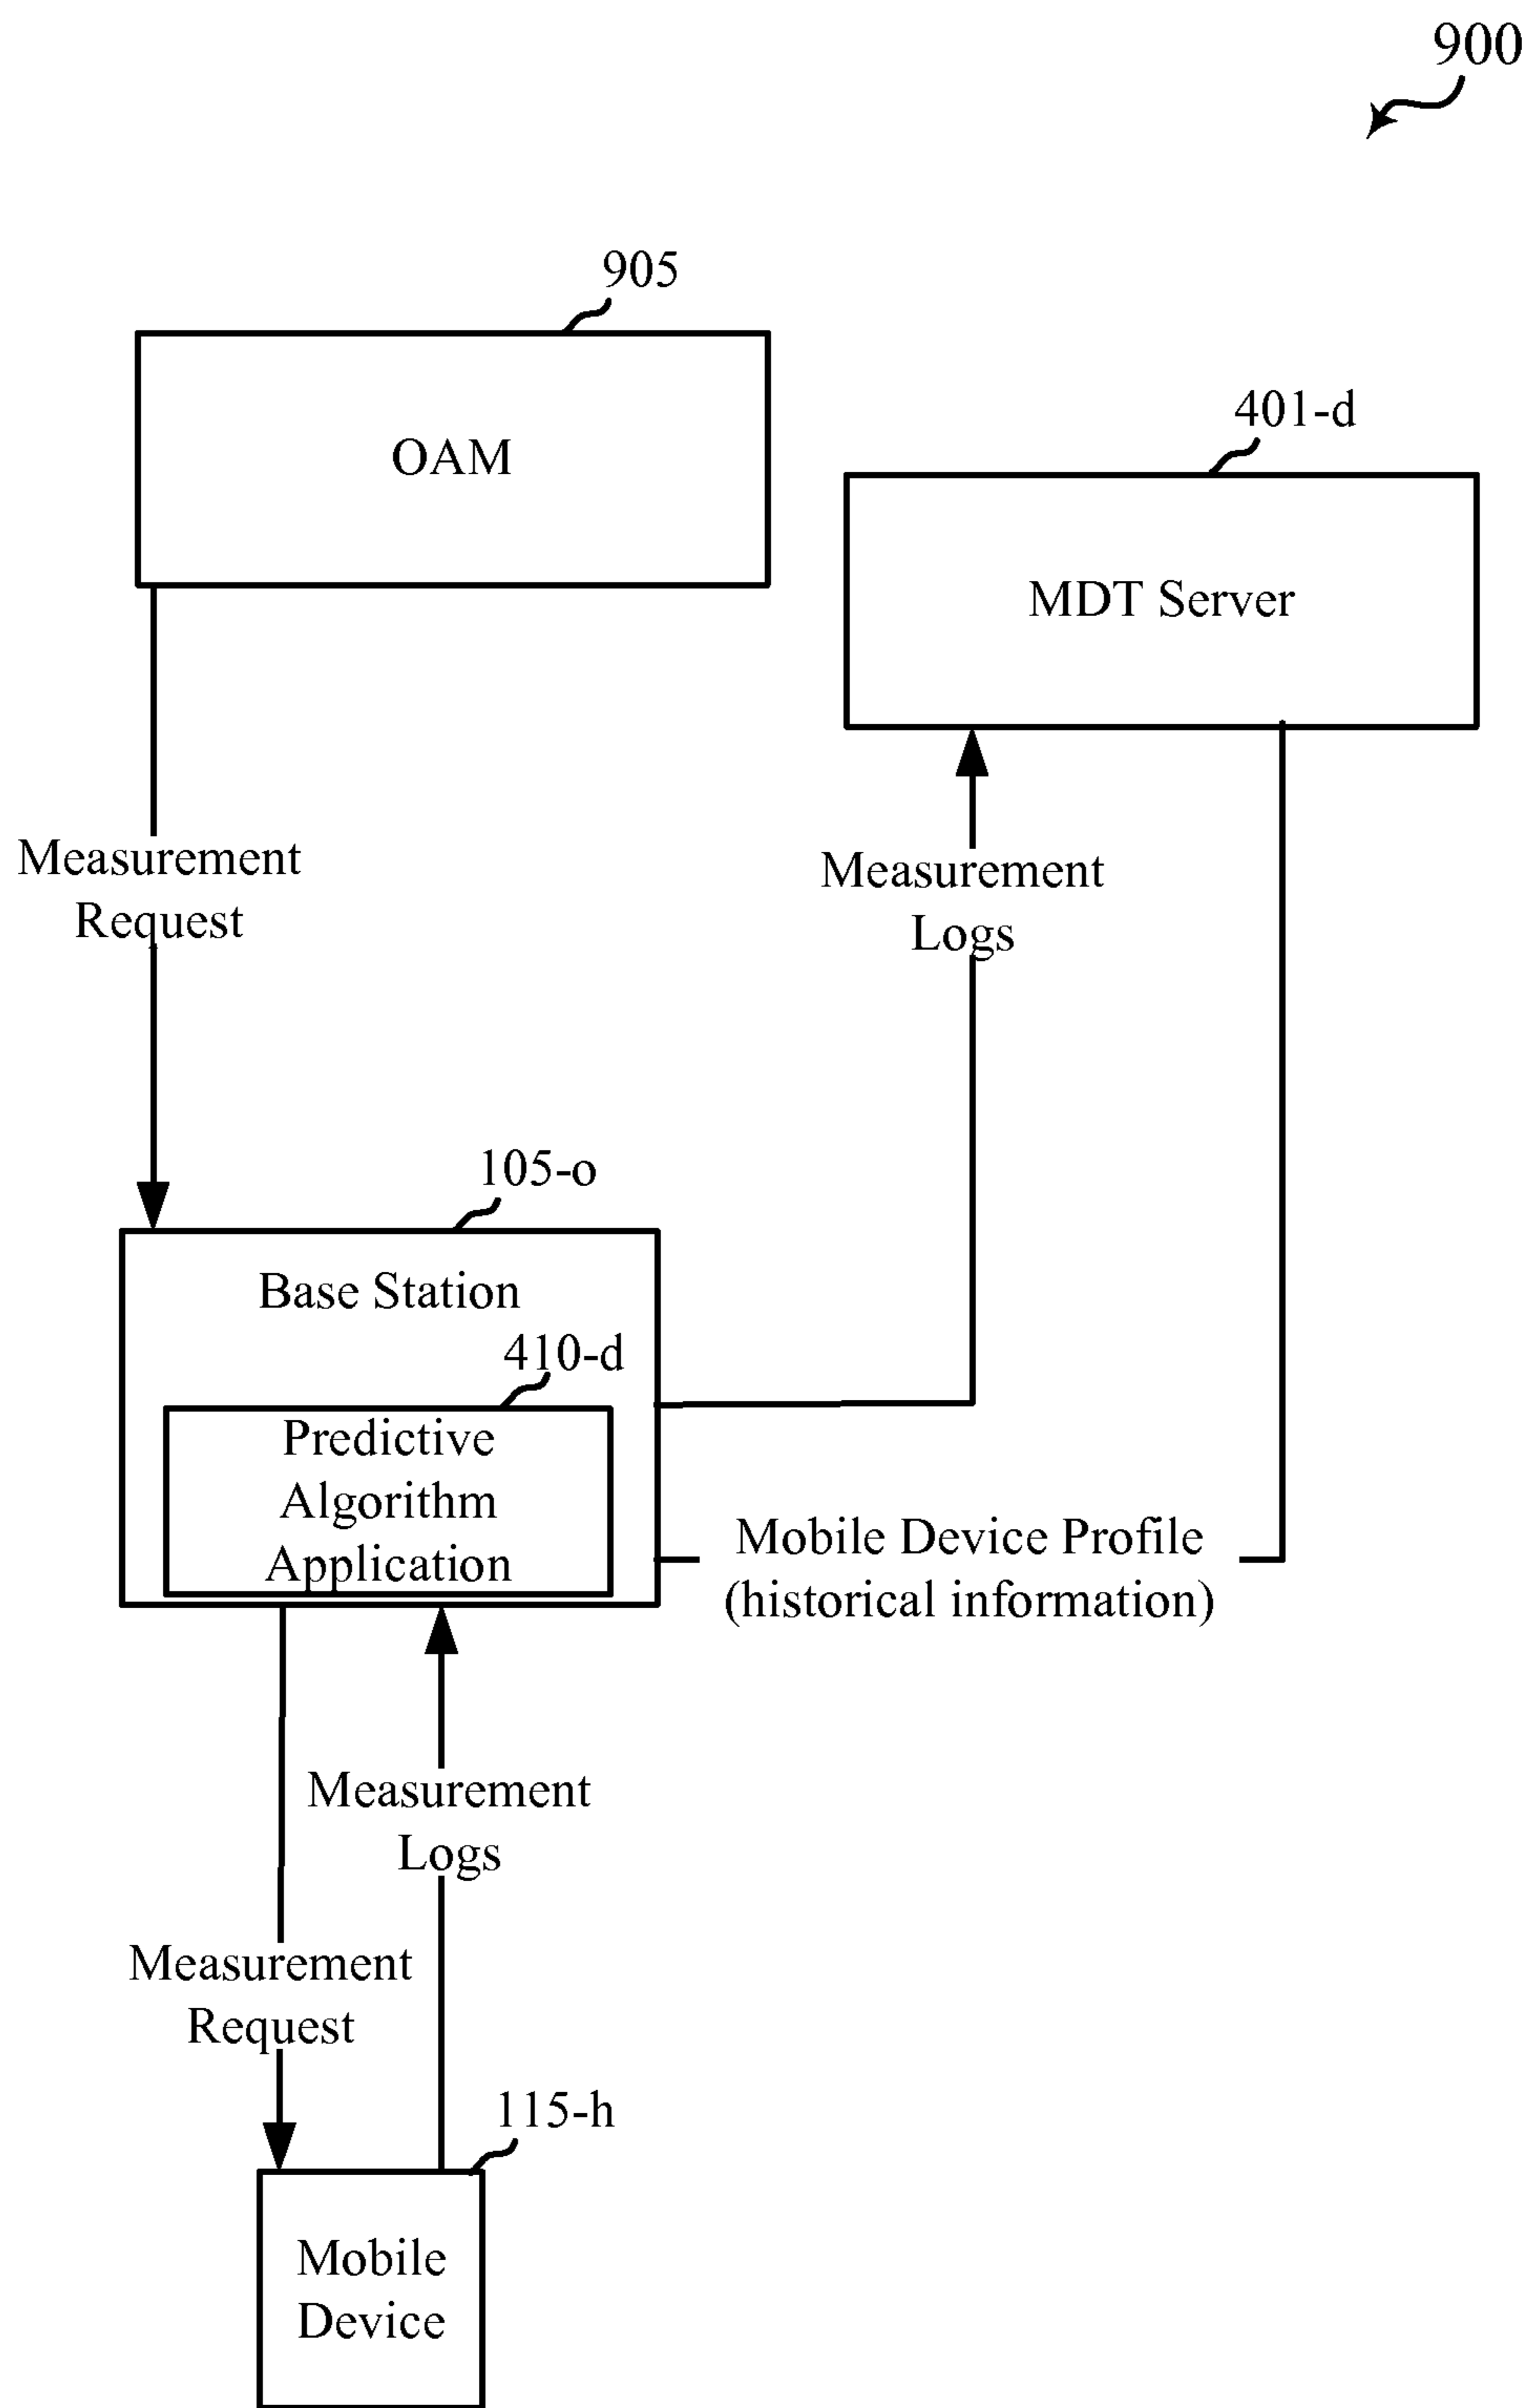 900
905
OAM
401-d
MDT Server
Measurement
Request
Measurement
Logs
105-o
Base Station
410-d
Predictive
Algorithm
Application
Mobile Device Profile
(historical information)
Measurement
Logs
Measurement
Request
115-h
Mobile
Device